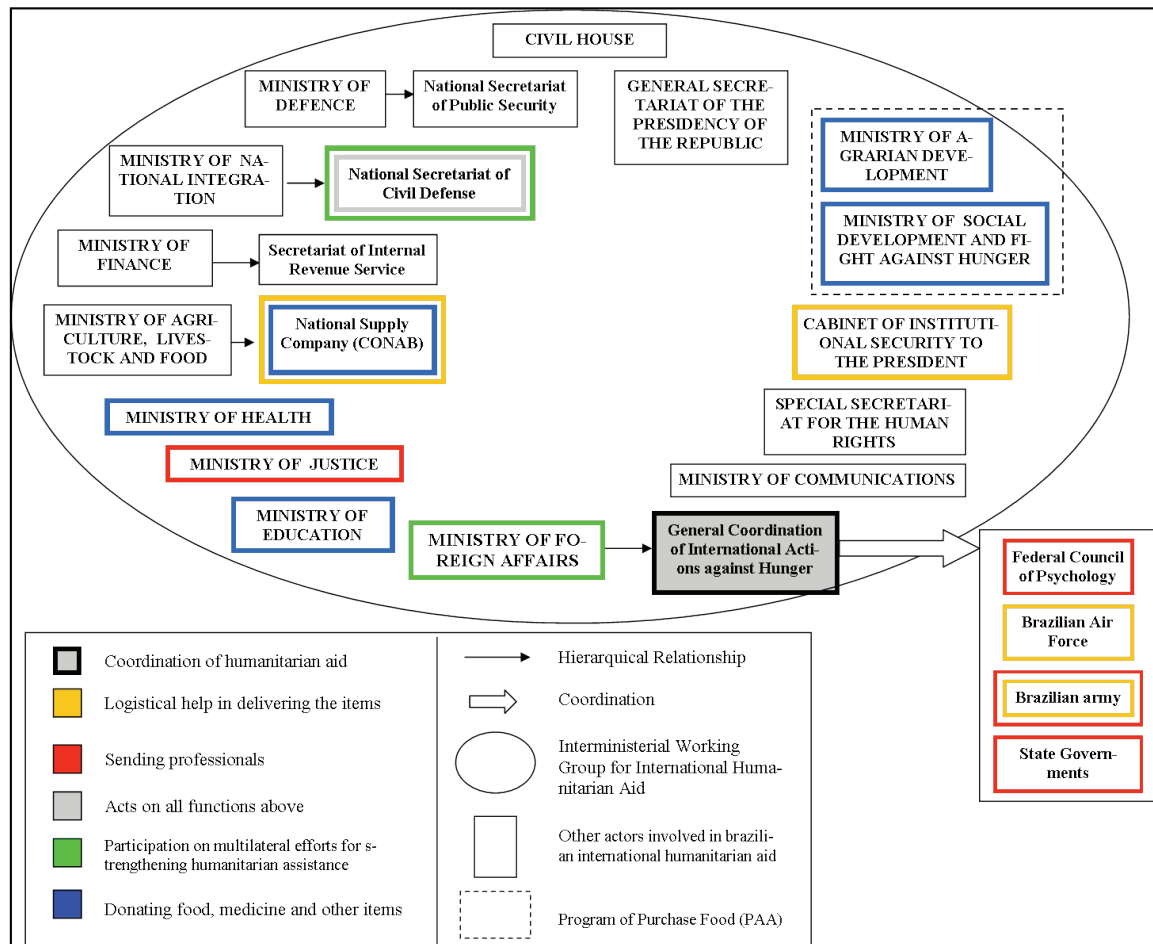 CIVIL HOUSE
MINISTRY OF
DEFENCE
National Secretariat
of Public Security
GENERAL SECRE-
TARIAT OF THE
PRESIDENCY OF
THE REPUBLIC
MINISTRY OF A-
GRARIAN DEVE-
LOPMENT
MINISTRY OF NA-
TIONAL INTEGRA-
TION
National Secretariat of
Civil Defense
MINISTRY OF SOCIAL
DEVELOPMENT AND FI-
GHT AGAINST HUNGER
MINISTRY OF
FINANCE
Secretariat of Internal
Revenue Service
MINISTRY OF AGRI-
CULTURE, LIVES-
TOCK AND FOOD
National Supply
Company (CONAB)
CABINET OF INSTITUTI-
ONAL SECURITY TO
THE PRESIDENT
MINISTRY OF HEALTH
SPECIAL SECRETARI-
AT FOR THE HUMAN
RIGHTS
MINISTRY OF JUSTICE
MINISTRY OF COMMUNICATIONS
MINISTRY OF
EDUCATION
MINISTRY OF FO-
REIGN AFFAIRS
General Coordination
of International Acti-
ons against Hunger
Federal Council
of Psychology
Brazilian Air
Force
Brazilian army
State Govern-
ments
Coordination of humanitarian aid
Logistical help in delivering the items
Sending professionals
Acts on all functions above
Participation on multilateral efforts for s-
trengthening humanitarian assistance
Donating food, medicine and other items
Hierarquical Relationship
Coordination
Interministerial Working
Group for International Huma-
nitarian Aid
Other actors involved in brazili-
an international humanitarian aid
Program of Purchase Food (PAA)